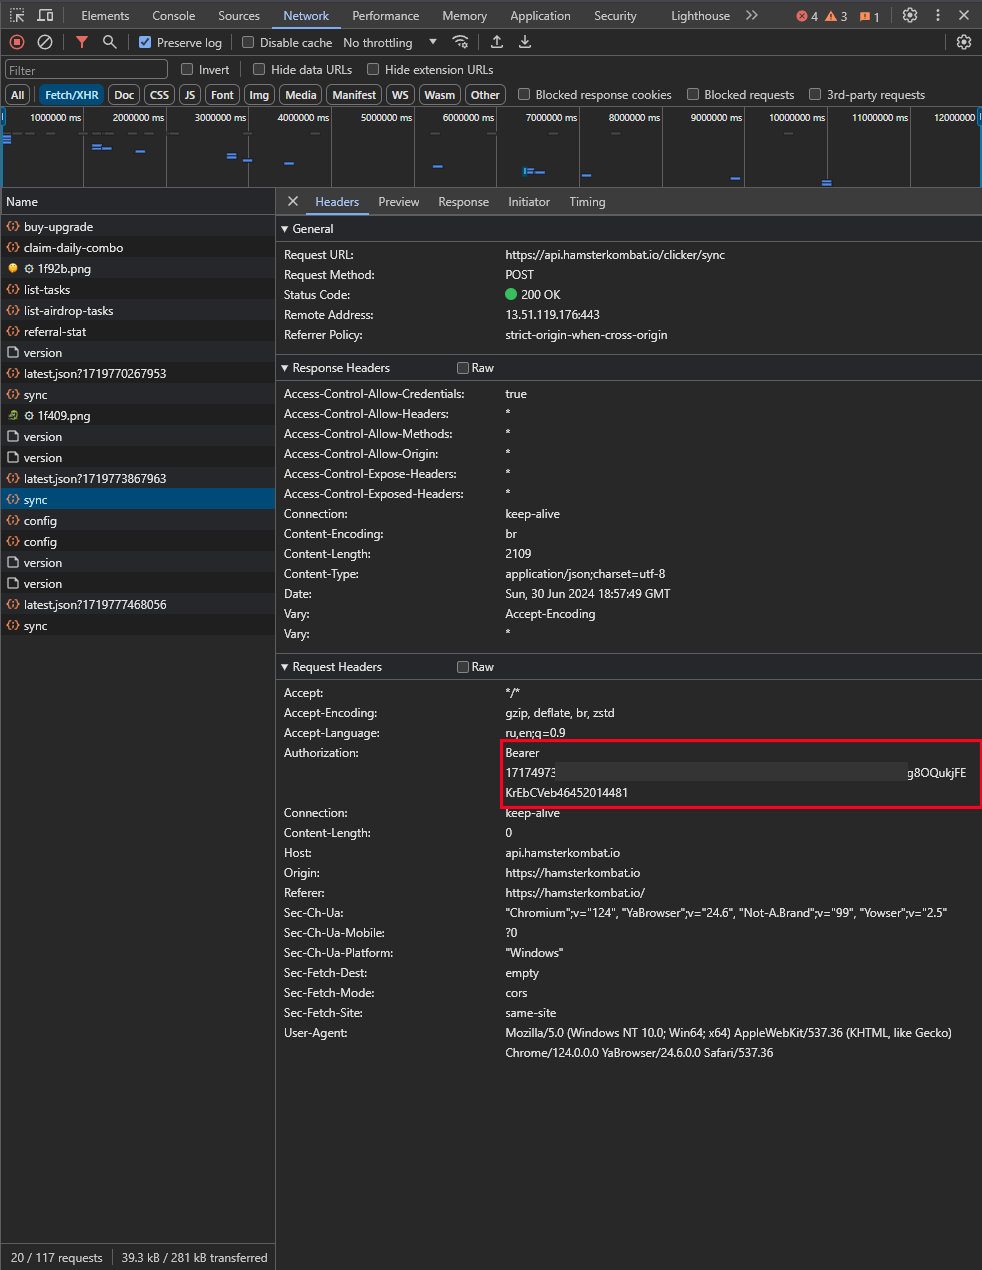 Elements Console Sources Network Performance Memory Application Security Lighthouse 4 3 1
Preserve log Disable cache No throttling
Filter Invert Hide data URLs Hide extension URLs
All Fetch/XHR Doc CSS JS Font Img Media Manifest WS Wasm Other Blocked response cookies Blocked requests 3rd-party requests
1000000 ms 2000000 ms 3000000 ms 4000000 ms 5000000 ms 6000000 ms 7000000 ms 8000000 ms 9000000 ms 10000000 ms 11000000 ms 12000000
Name
buy-upgrade
claim-daily-combo
1f92b.png
list-tasks
list-airdrop-tasks
referral-stat
version
latest.json?1719770267953
sync
1f409.png
version
version
latest.json?1719773867963
sync
config
config
version
version
latest.json?1719777468056
sync
20 / 117 requests 39.3 kB / 281 kB transferred
Headers Preview Response Initiator Timing
General
Request URL: https://api.hamsterkombat.io/clicker/sync
Request Method: POST
Status Code: 200 OK
Remote Address: 13.51.119.176:443
Referrer Policy: strict-origin-when-cross-origin
Response Headers Raw
Access-Control-Allow-Credentials: true
Access-Control-Allow-Headers: *
Access-Control-Allow-Methods: *
Access-Control-Allow-Origin: *
Access-Control-Expose-Headers: *
Access-Control-Exposed-Headers: *
Connection: keep-alive
Content-Encoding: br
Content-Length: 2109
Content-Type: application/json;charset=utf-8
Date: Sun, 30 Jun 2024 18:57:49 GMT
Vary: Accept-Encoding
Vary: *
Request Headers Raw
Accept: */*
Accept-Encoding: gzip, deflate, br, zstd
Accept-Language: ru,en;q=0.9
Authorization: Bearer
17174973 g8OQukjFE
KrEbCVeb46452014481
Connection: keep-alive
Content-Length: 0
Host: api.hamsterkombat.io
Origin: https://hamsterkombat.io
Referer: https://hamsterkombat.io/
Sec-Ch-Ua: "Chromium";v="124", "YaBrowser";v="24.6", "Not-A.Brand";v="99", "Yowser";v="2.5"
Sec-Ch-Ua-Mobile: ?0
Sec-Ch-Ua-Platform: "Windows"
Sec-Fetch-Dest: empty
Sec-Fetch-Mode: cors
Sec-Fetch-Site: same-site
User-Agent: Mozilla/5.0 (Windows NT 10.0; Win64; x64) AppleWebKit/537.36 (KHTML, like Gecko)
Chrome/124.0.0.0 YaBrowser/24.6.0.0 Safari/537.36